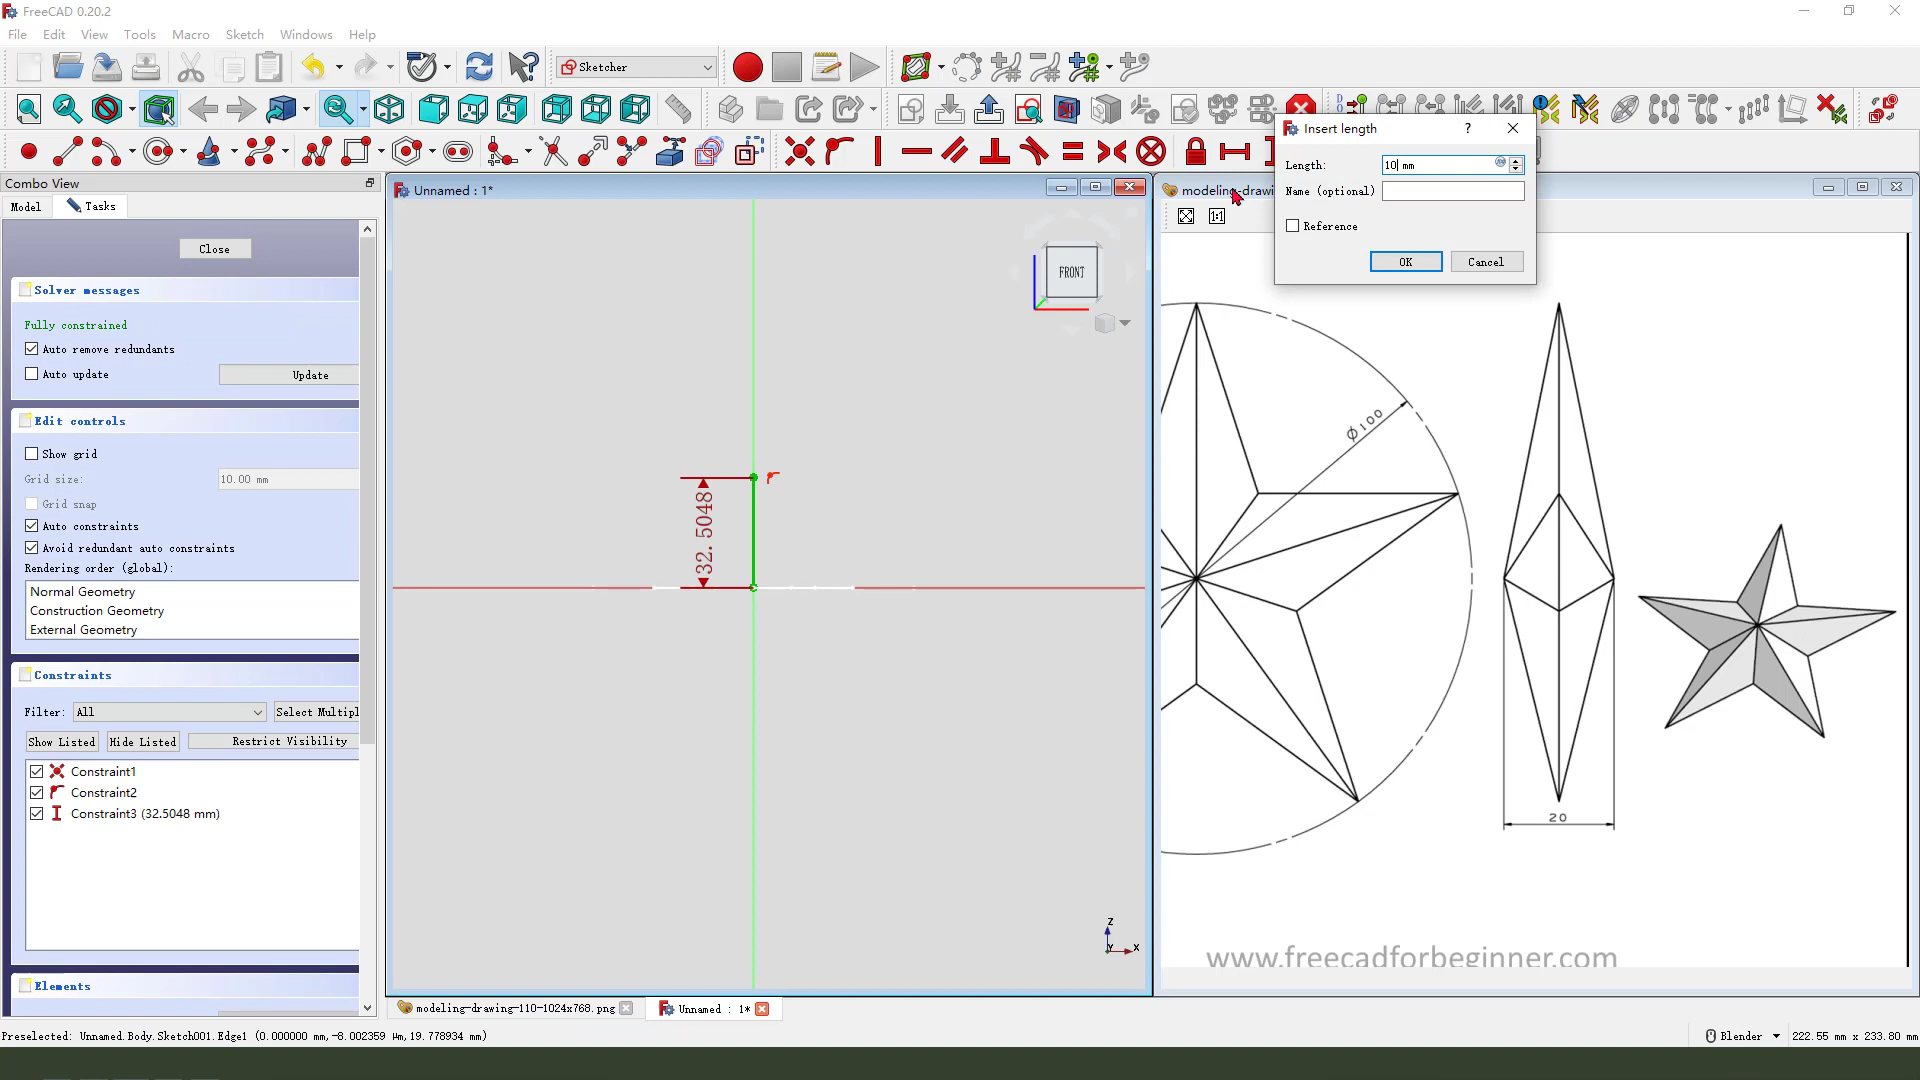 FreeCAD 0.20.2
File Edit View Tools Macro Sketch Windows Help
Sketcher
Combo View
Model Tasks
Close
Solver messages
Fully constrained
Auto remove redundants
Auto update Update
Edit controls
Show grid
Grid size: 10.00 mm
Grid snap
Auto constraints
Avoid redundant auto constraints
Rendering order (global):
Normal Geometry
Construction Geometry
External Geometry
Constraints
Filter: All Select Multipl
Show Listed Hide Listed Restrict Visibility
Constraint1
Constraint2
Constraint3 (32.5048 mm)
Elements
Unnamed : 1*
FRONT
32.5048
Z
Y X
modeling-drawi
1:1
Insert length ?
Length: 10 mm
Name (optional)
Reference
OK Cancel
Ø100
20
www.freecadforbeginner.com
modeling-drawing-110-1024x768.png Unnamed : 1*
Preselected: Unnamed.Body.Sketch001.Edge1 (0.000000 mm,-8.002359 μm,19.778934 mm) Blender 222.55 mm x 233.80 mm